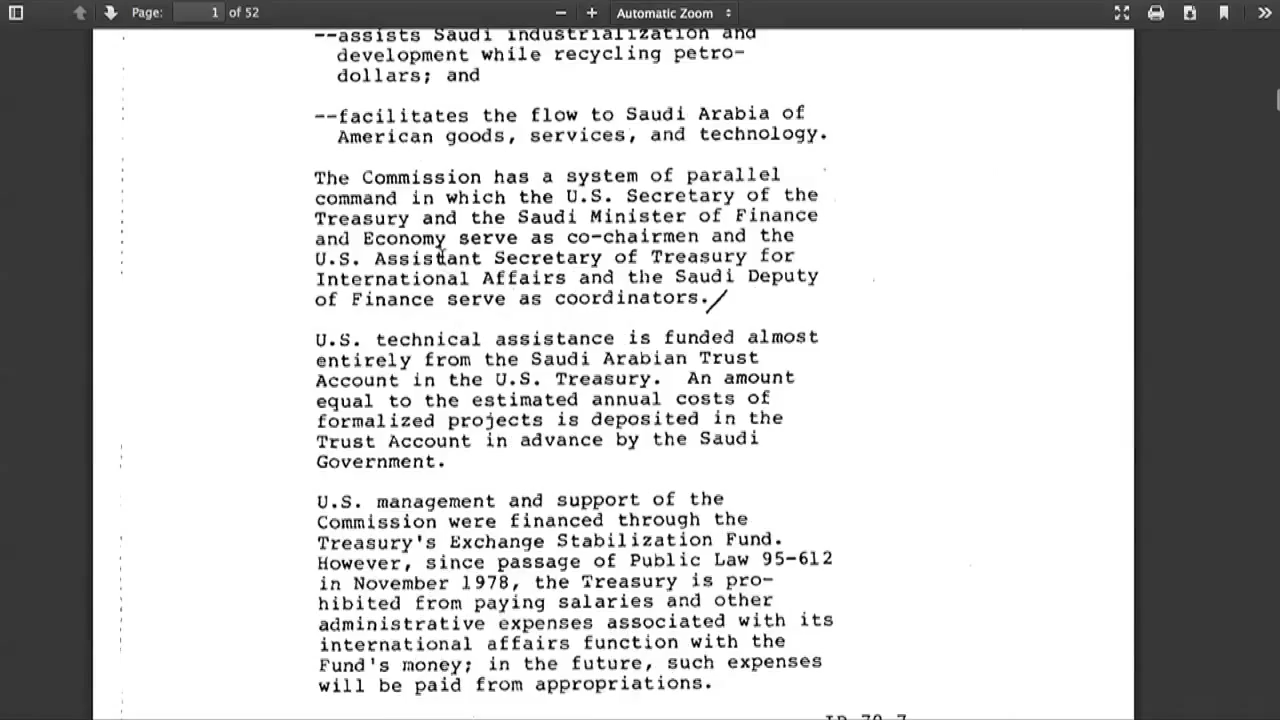 Page: 1 of 52 Automatic Zoom
--assists Saudi industrialization and
development while recycling petro-
dollars; and
--facilitates the flow to Saudi Arabia of
American goods, services, and technology.
The Commission has a system of parallel
command in which the U.S. Secretary of the
Treasury and the Saudi Minister of Finance
and Economy serve as co-chairmen and the
U.S. Assistant Secretary of Treasury for
International Affairs and the Saudi Deputy
of Finance serve as coordinators./
U.S. technical assistance is funded almost
entirely from the Saudi Arabian Trust
Account in the U.S. Treasury. An amount
equal to the estimated annual costs of
formalized projects is deposited in the
Trust Account in advance by the Saudi
Government.
U.S. management and support of the
Commission were financed through the
Treasury's Exchange Stabilization Fund.
However, since passage of Public Law 95-612
in November 1978, the Treasury is pro-
hibited from paying salaries and other
administrative expenses associated with its
international affairs function with the
Fund's money; in the future, such expenses
will be paid from appropriations.